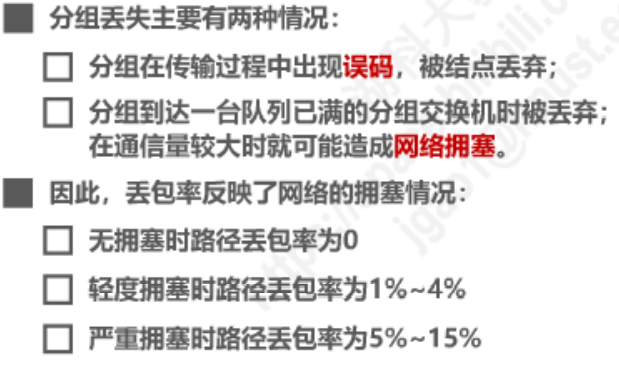 分组丢失主要有两种情况：
分组在传输过程中出现误码，被结点丢弃；
分组到达一台队列已满的分组交换机时被丢弃；
在通信量较大时就可能造成网络拥塞。
因此，丢包率反映了网络的拥塞情况：
无拥塞时路径丢包率为0
轻度拥塞时路径丢包率为1%~4%
严重拥塞时路径丢包率为5%~15%